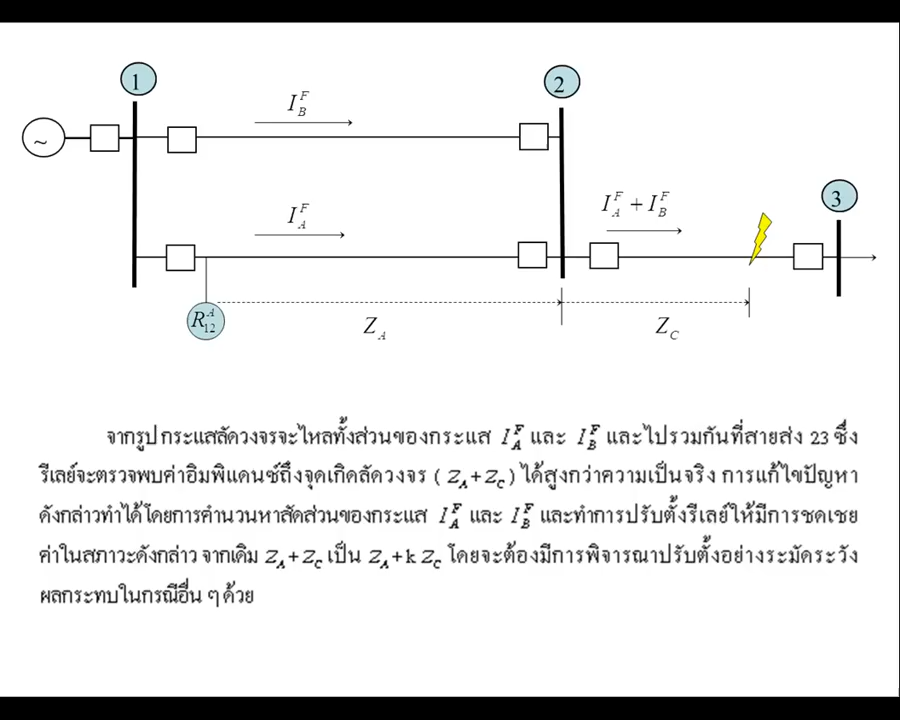 1
2
3
~
I_B^F
I_A^F
I_A^F + I_B^F
R_12^A
Z_A
Z_C
จากรูป กระแสลัดวงจรจะไหลทั้งส่วนของกระแส I_A^F และ I_B^F และไปรวมกันที่สายส่ง 23 ซึ่ง
รีเลย์จะตรวจพบค่าอิมพิแดนซ์ถึงจุดเกิดลัดวงจร ( Z_A+Z_C ) ได้สูงกว่าความเป็นจริง การแก้ไขปัญหา
ดังกล่าวทำได้โดยการคำนวนหาสัดส่วนของกระแส I_A^F และ I_B^F และทำการปรับตั้งรีเลย์ให้มีการชดเชย
ค่าในสภาวะดังกล่าว จากเดิม Z_A+Z_C เป็น Z_A+k Z_C โดยจะต้องมีการพิจารณาปรับตั้งอย่างระมัดระวัง
ผลกระทบในกรณีอื่น ๆ ด้วย